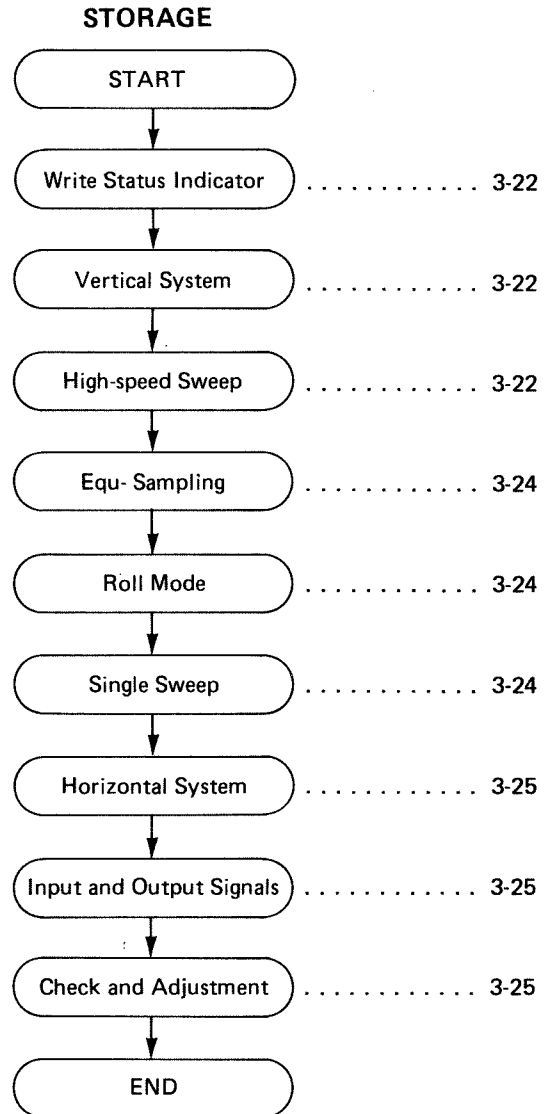 STORAGE
START
Write Status Indicator . . . . . . . . . . . . 3-22
Vertical System . . . . . . . . . . . . 3-22
High-speed Sweep . . . . . . . . . . . . 3-22
Equ- Sampling . . . . . . . . . . . . 3-24
Roll Mode . . . . . . . . . . . . 3-24
Single Sweep . . . . . . . . . . . . 3-24
Horizontal System . . . . . . . . . . . . 3-25
Input and Output Signals . . . . . . . . . . . . 3-25
Check and Adjustment . . . . . . . . . . . . 3-25
END